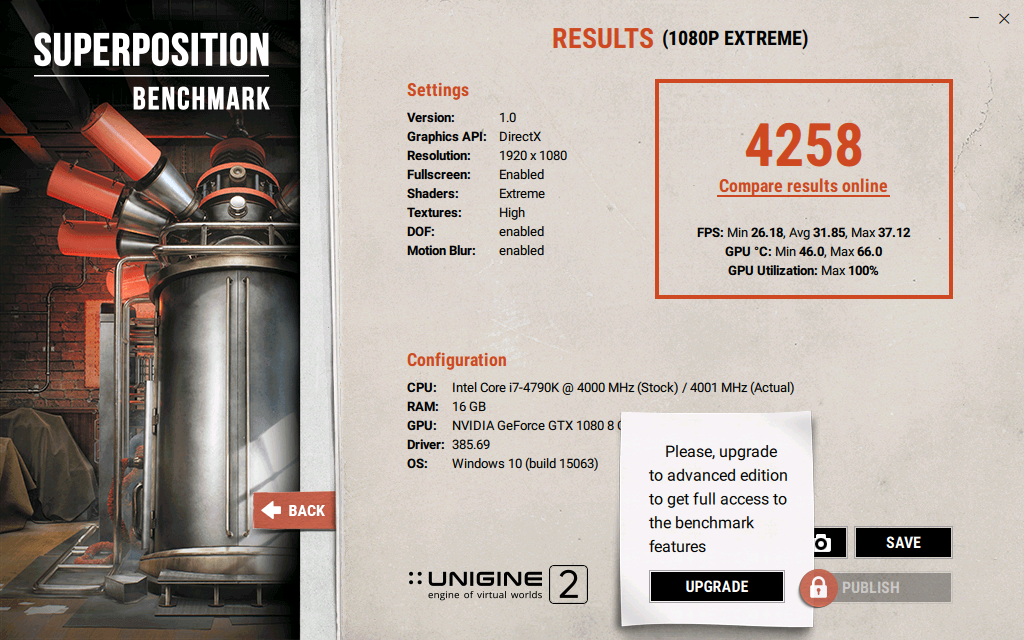 SUPERPOSITION
BENCHMARK
RESULTS (1080P EXTREME)
Settings
Version: 1.0
Graphics API: DirectX
Resolution: 1920 x 1080
Fullscreen: Enabled
Shaders: Extreme
Textures: High
DOF: enabled
Motion Blur: enabled
4258
Compare results online
FPS: Min 26.18, Avg 31.85, Max 37.12
GPU °C: Min 46.0, Max 66.0
GPU Utilization: Max 100%
Configuration
CPU: Intel Core i7-4790K @ 4000 MHz (Stock) / 4001 MHz (Actual)
RAM: 16 GB
GPU: NVIDIA GeForce GTX 1080 8
Driver: 385.69
OS: Windows 10 (build 15063)
Please, upgrade
to advanced edition
to get full access to
the benchmark
features
UPGRADE
BACK
SAVE
PUBLISH
UNIGINE 2
engine of virtual worlds